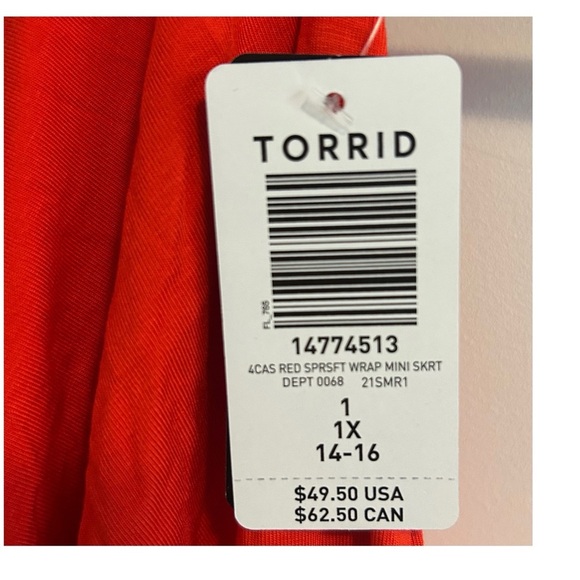 TORRID
FL_765
14774513
4CAS RED SPRSFT WRAP MINI SKRT
DEPT 0068 21SMR1
1
1X
14-16
$49.50 USA
$62.50 CAN